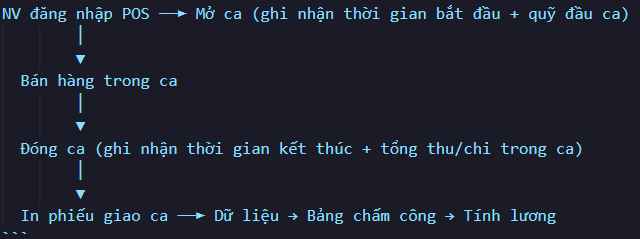 NV đăng nhập POS ──► Mở ca (ghi nhận thời gian bắt đầu + quỹ đầu ca)
│
▼
Bán hàng trong ca
│
▼
Đóng ca (ghi nhận thời gian kết thúc + tổng thu/chi trong ca)
│
▼
In phiếu giao ca ──► Dữ liệu → Bảng chấm công → Tính lương
```